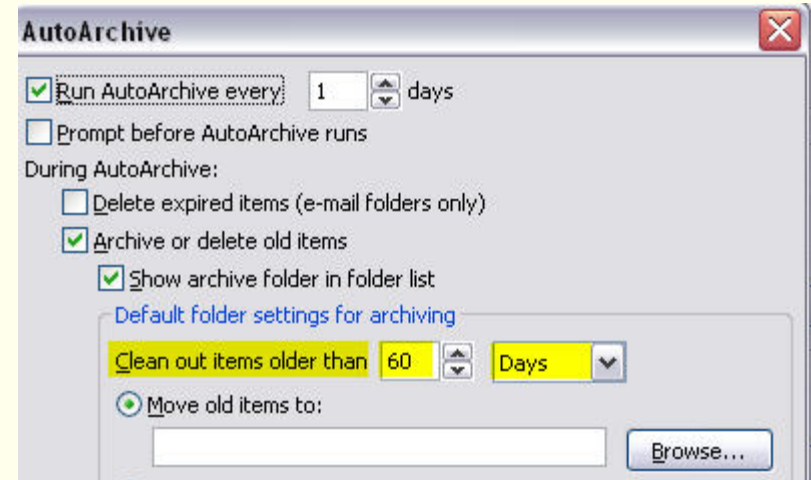 AutoArchive
Run AutoArchive every 1 days
Prompt before AutoArchive runs
During AutoArchive:
Delete expired items (e-mail folders only)
Archive or delete old items
Show archive folder in folder list
Default folder settings for archiving
Clean out items older than 60 Days
Move old items to:
Browse...